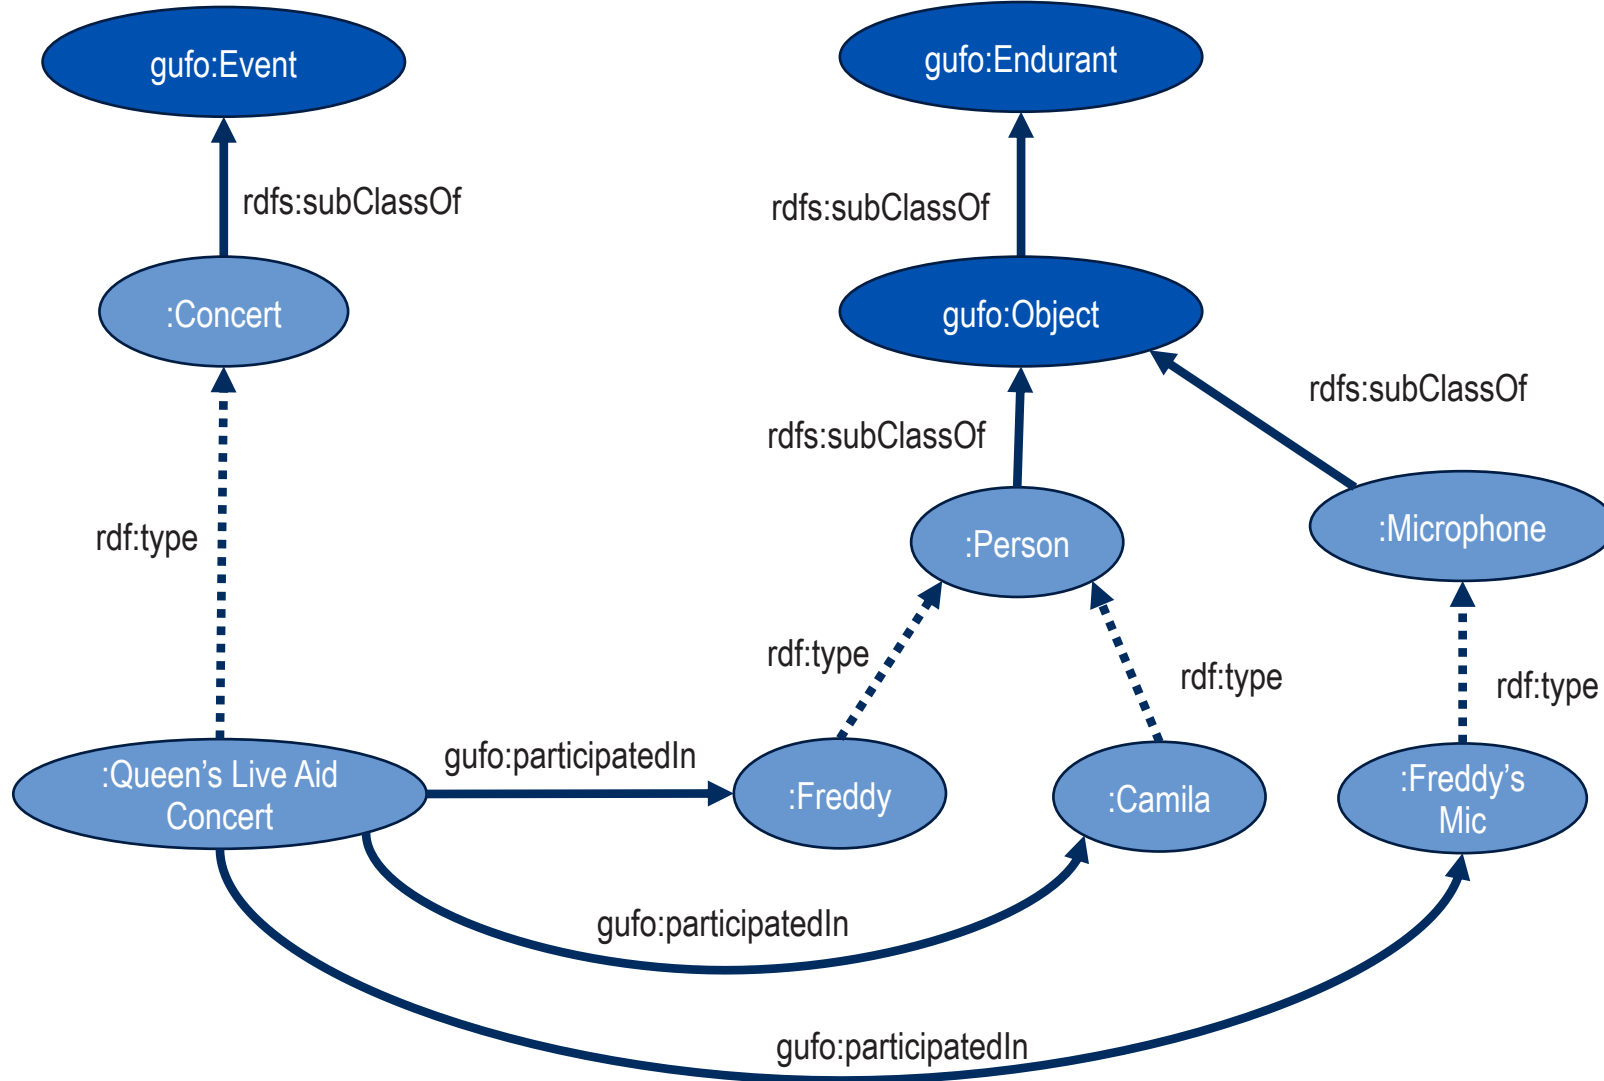 gufo:Event
gufo:Endurant
rdfs:subClassOf
rdfs:subClassOf
:Concert
gufo:Object
rdfs:subClassOf
rdfs:subClassOf
:Person
:Microphone
rdf:type
rdf:type
rdf:type
rdf:type
:Queen's Live Aid
Concert
gufo:participatedIn
:Freddy
:Camila
:Freddy's
Mic
gufo:participatedIn
gufo:participatedIn